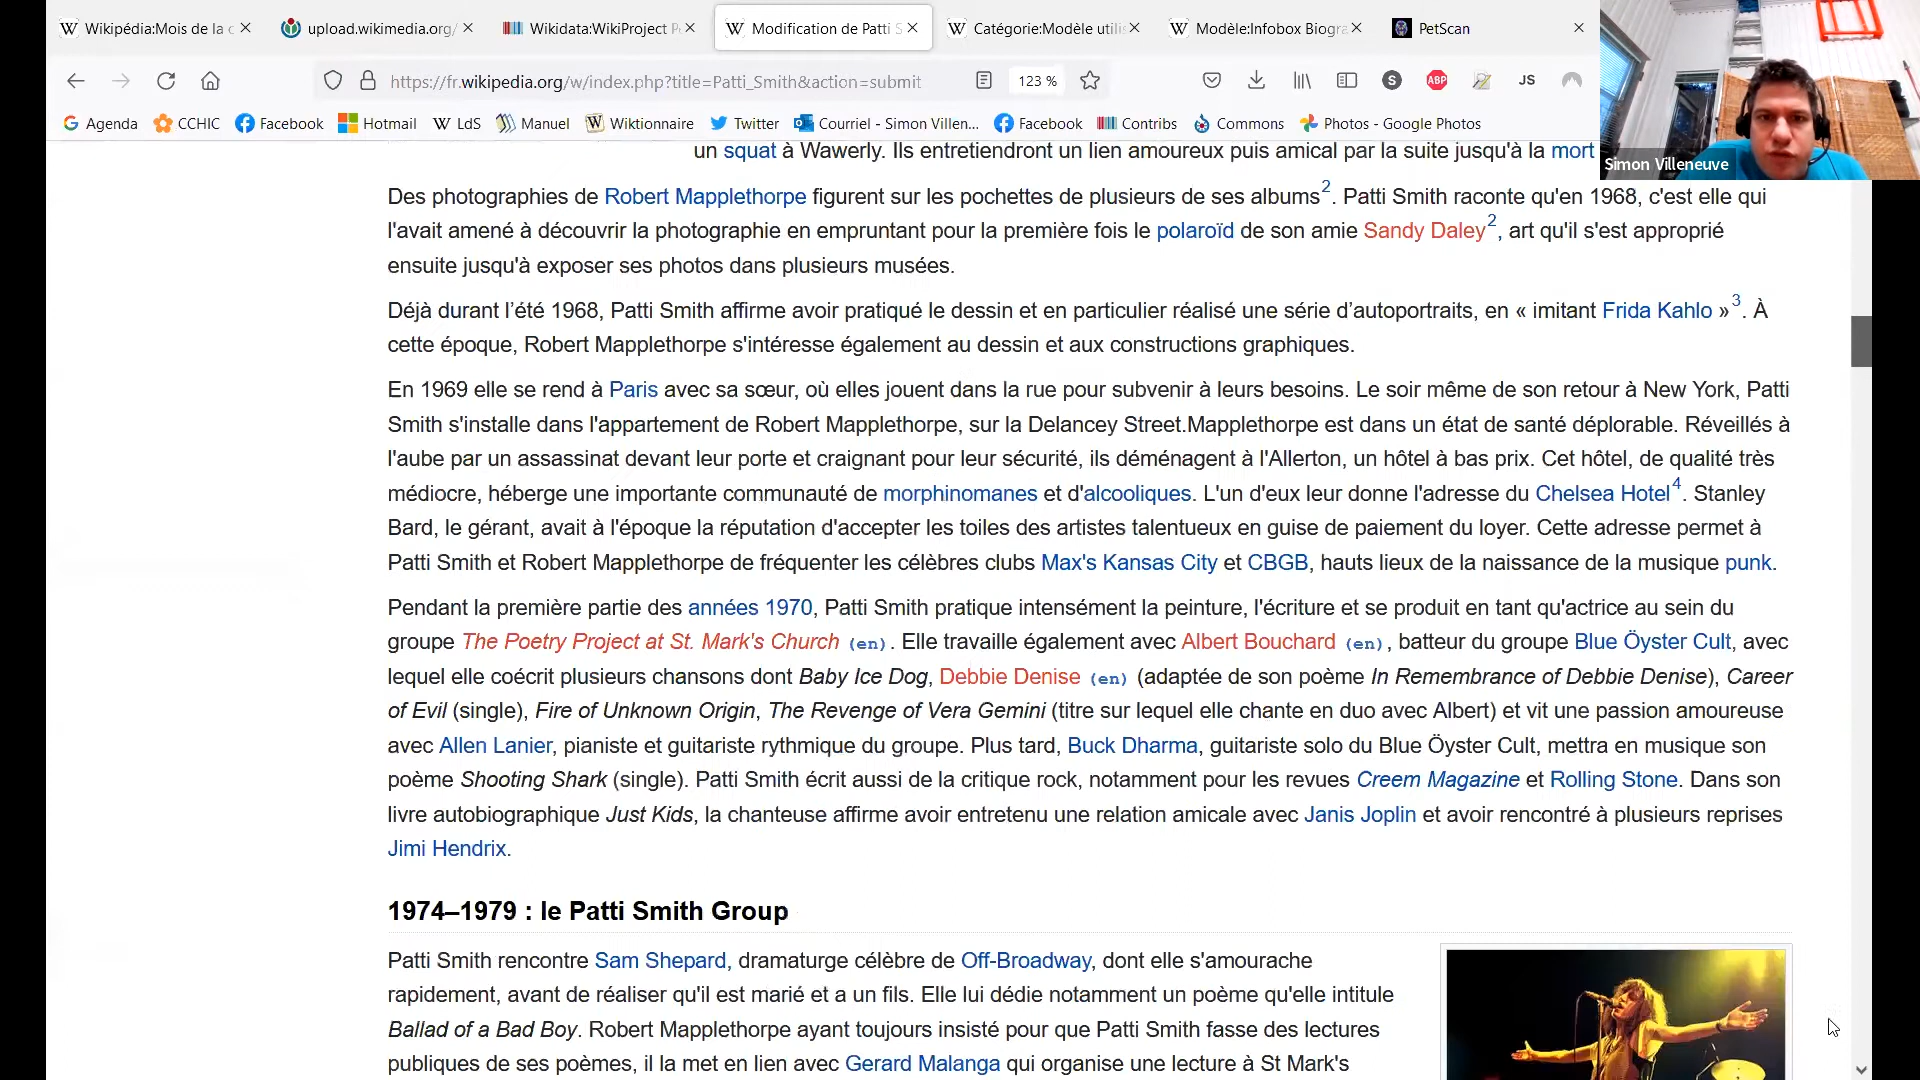 Wikipédia:Mois de la c
upload.wikimedia.org/
Wikidata:WikiProject P
Modification de Patti S
Catégorie:Modèle utilis
Modèle:Infobox Biogra
PetScan
https://fr.wikipedia.org/w/index.php?title=Patti_Smith&action=submit
123 %
S
ABP
JS
Agenda
CCHIC
Facebook
Hotmail
LdS
Manuel
Wiktionnaire
Twitter
Courriel - Simon Villen...
Facebook
Contribs
Commons
Photos - Google Photos
Simon Villeneuve
un squat à Wawerly. Ils entretiendront un lien amoureux puis amical par la suite jusqu'à la mort
Des photographies de Robert Mapplethorpe figurent sur les pochettes de plusieurs de ses albums2. Patti Smith raconte qu'en 1968, c'est elle qui
l'avait amené à découvrir la photographie en empruntant pour la première fois le polaroïd de son amie Sandy Daley2, art qu'il s'est approprié
ensuite jusqu'à exposer ses photos dans plusieurs musées.
Déjà durant l’été 1968, Patti Smith affirme avoir pratiqué le dessin et en particulier réalisé une série d’autoportraits, en « imitant Frida Kahlo »3. À
cette époque, Robert Mapplethorpe s'intéresse également au dessin et aux constructions graphiques.
En 1969 elle se rend à Paris avec sa sœur, où elles jouent dans la rue pour subvenir à leurs besoins. Le soir même de son retour à New York, Patti
Smith s'installe dans l'appartement de Robert Mapplethorpe, sur la Delancey Street.Mapplethorpe est dans un état de santé déplorable. Réveillés à
l'aube par un assassinat devant leur porte et craignant pour leur sécurité, ils déménagent à l'Allerton, un hôtel à bas prix. Cet hôtel, de qualité très
médiocre, héberge une importante communauté de morphinomanes et d'alcooliques. L'un d'eux leur donne l'adresse du Chelsea Hotel4. Stanley
Bard, le gérant, avait à l'époque la réputation d'accepter les toiles des artistes talentueux en guise de paiement du loyer. Cette adresse permet à
Patti Smith et Robert Mapplethorpe de fréquenter les célèbres clubs Max's Kansas City et CBGB, hauts lieux de la naissance de la musique punk.
Pendant la première partie des années 1970, Patti Smith pratique intensément la peinture, l'écriture et se produit en tant qu'actrice au sein du
groupe The Poetry Project at St. Mark's Church (en). Elle travaille également avec Albert Bouchard (en), batteur du groupe Blue Öyster Cult, avec
lequel elle coécrit plusieurs chansons dont Baby Ice Dog, Debbie Denise (en) (adaptée de son poème In Remembrance of Debbie Denise), Career
of Evil (single), Fire of Unknown Origin, The Revenge of Vera Gemini (titre sur lequel elle chante en duo avec Albert) et vit une passion amoureuse
avec Allen Lanier, pianiste et guitariste rythmique du groupe. Plus tard, Buck Dharma, guitariste solo du Blue Öyster Cult, mettra en musique son
poème Shooting Shark (single). Patti Smith écrit aussi de la critique rock, notamment pour les revues Creem Magazine et Rolling Stone. Dans son
livre autobiographique Just Kids, la chanteuse affirme avoir entretenu une relation amicale avec Janis Joplin et avoir rencontré à plusieurs reprises
Jimi Hendrix.
1974–1979 : le Patti Smith Group
Patti Smith rencontre Sam Shepard, dramaturge célèbre de Off-Broadway, dont elle s'amourache
rapidement, avant de réaliser qu'il est marié et a un fils. Elle lui dédie notamment un poème qu'elle intitule
Ballad of a Bad Boy. Robert Mapplethorpe ayant toujours insisté pour que Patti Smith fasse des lectures
publiques de ses poèmes, il la met en lien avec Gerard Malanga qui organise une lecture à St Mark's